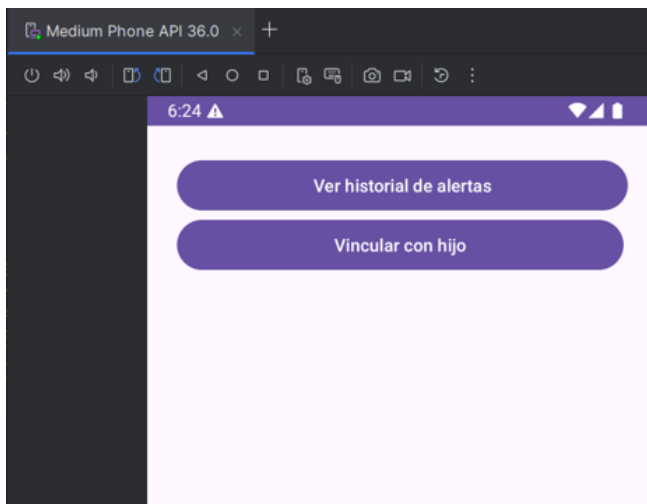 Medium Phone API 36.0
6:24
Ver historial de alertas
Vincular con hijo